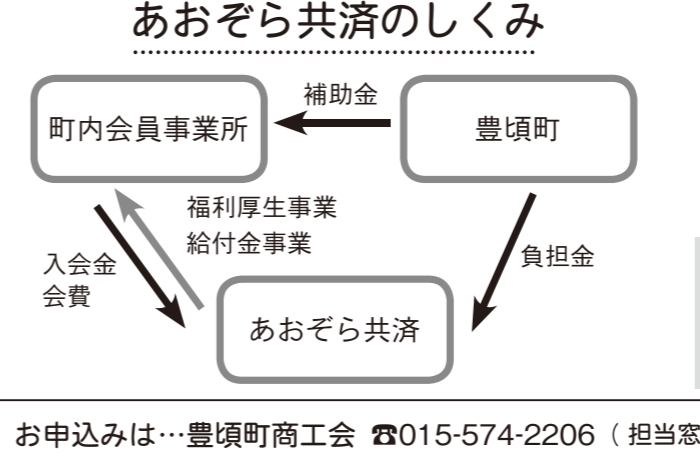 あおぞら共済のしくみ
補助金
町内会員事業所
豊頃町
福利厚生事業
給付金事業
入会金
会費
負担金
あおぞら共済
お申込みは…豊頃町商工会 ☎015-574-2206（ 担当窓